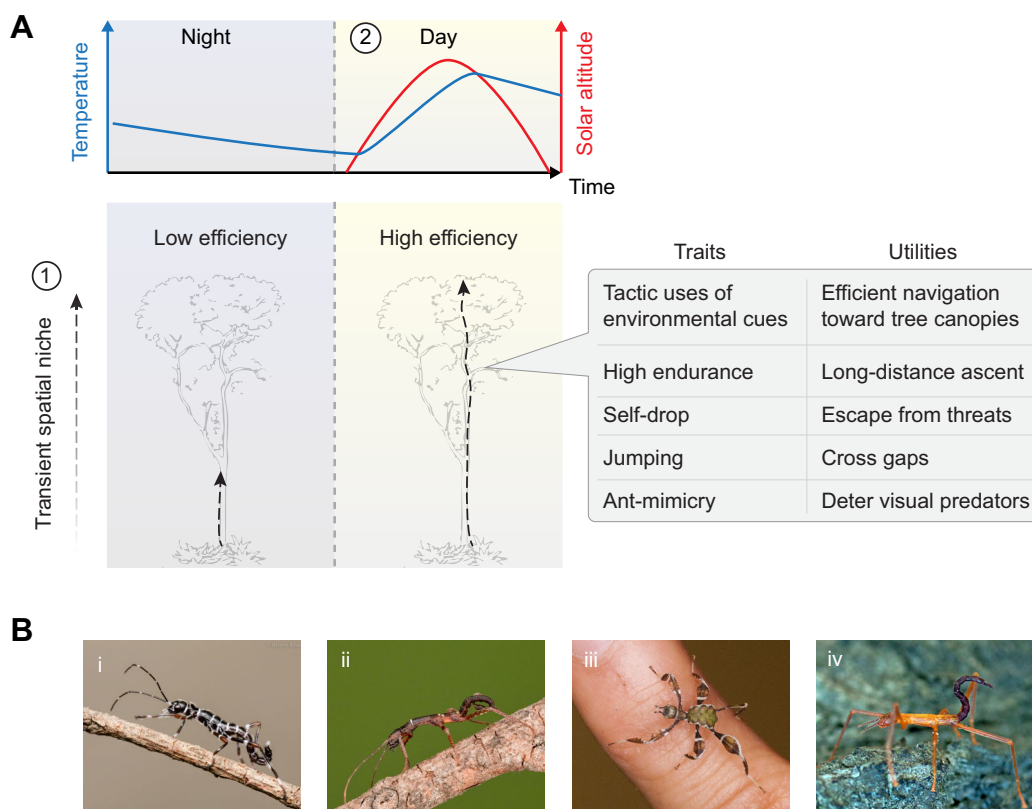 A
Night
2
Day
Temperature
Solar altitude
Time
Low efficiency
High efficiency
1
Transient spatial niche
Traits
Utilities
Tactic uses of
environmental cues
Efficient navigation
toward tree canopies
High endurance
Long-distance ascent
Self-drop
Escape from threats
Jumping
Cross gaps
Ant-mimicry
Deter visual predators
B
i
ii
iii
iv